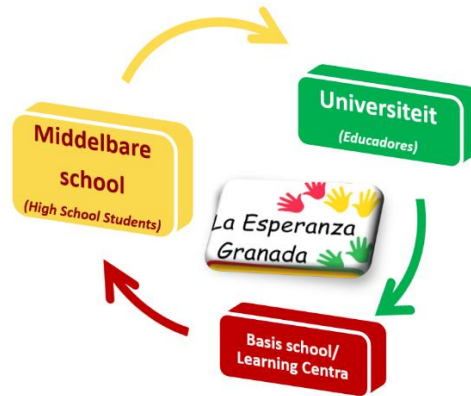 Universiteit
(Educadores)
Middelbare
school
(High School Students)
La Esperanza
Granada
Basis school/
Learning Centra